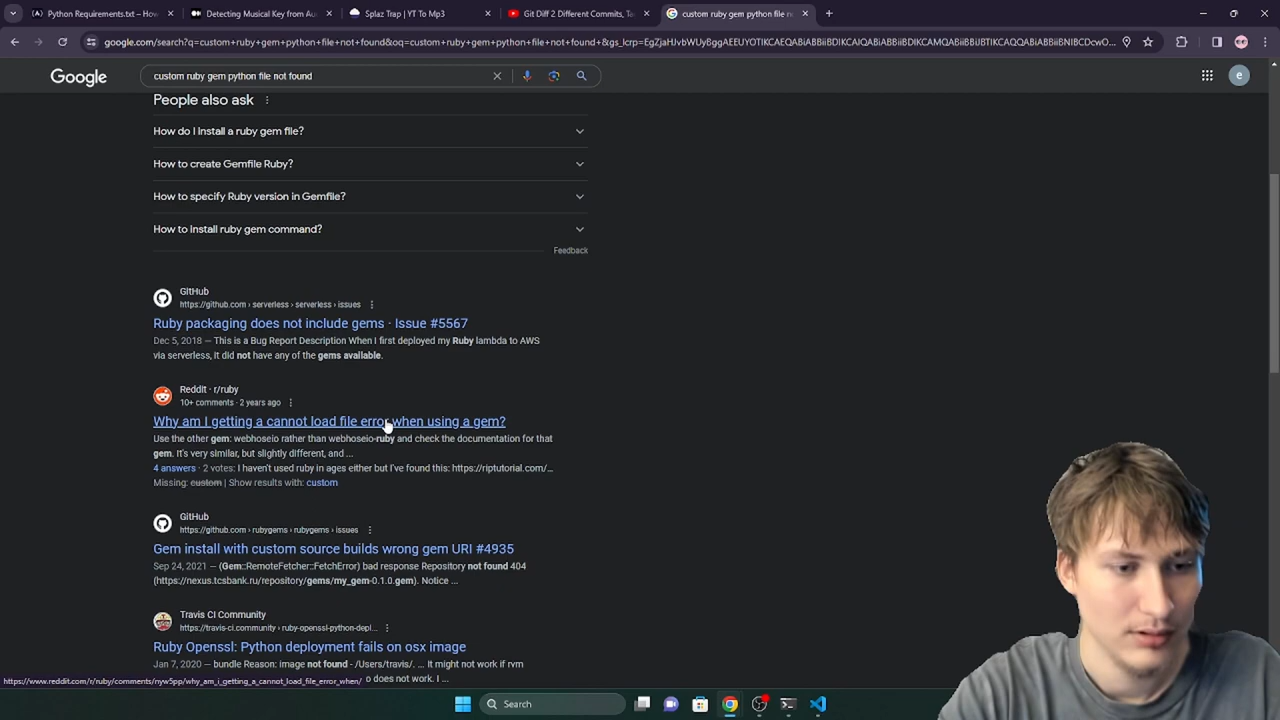 Python Requirements.txt – How
Detecting Musical Key from Au
Splaz Trap | YT To Mp3
Git Diff 2 Different Commits, Ta
custom ruby gem python file no
google.com/search?q=custom+ruby+gem+python+file+not+found&oq=custom+ruby+gem+python+file+not+found+&gs_lcrp=
Google
custom ruby gem python file not found
e
People also ask
How do I install a ruby gem file?
How to create Gemfile Ruby?
How to specify Ruby version in Gemfile?
How to install ruby gem command?
Feedback
GitHub
https://github.com › serverless › serverless › issues
Ruby packaging does not include gems · Issue #5567
Dec 5, 2018 — This is a Bug Report Description When I first deployed my Ruby lambda to AWS
via serverless, it did not have any of the gems available.
Reddit · r/ruby
10+ comments · 2 years ago
Why am I getting a cannot load file error when using a gem?
Use the other gem: webhoseio rather than webhoseio-ruby and check the documentation for that
gem. It's very similar, but slightly different, and ...
4 answers · 2 votes: I haven't used ruby in ages either but I've found this: https://riptutorial.com/...
Missing: custom | Show results with: custom
GitHub
https://github.com › rubygems › rubygems › issues
Gem install with custom source builds wrong gem URI #4935
Sep 24, 2021 — (Gem::RemoteFetcher::FetchError) bad response Repository not found 404
(https://nexus.tcsbank.ru/repository/gems/my_gem-0.1.0.gem). Notice ...
Travis CI Community
https://travis-ci.community › ruby-openssl-python-depl...
Ruby Openssl: Python deployment fails on osx image
Jan 7, 2020 — bundle Reason: image not found - /Users/travis/. ... It might not work if rvm
o does not work. I ...
https://www.reddit.com/r/ruby/comments/nyw5pp/why_am_i_getting_a_cannot_load_file_error_when/
Search